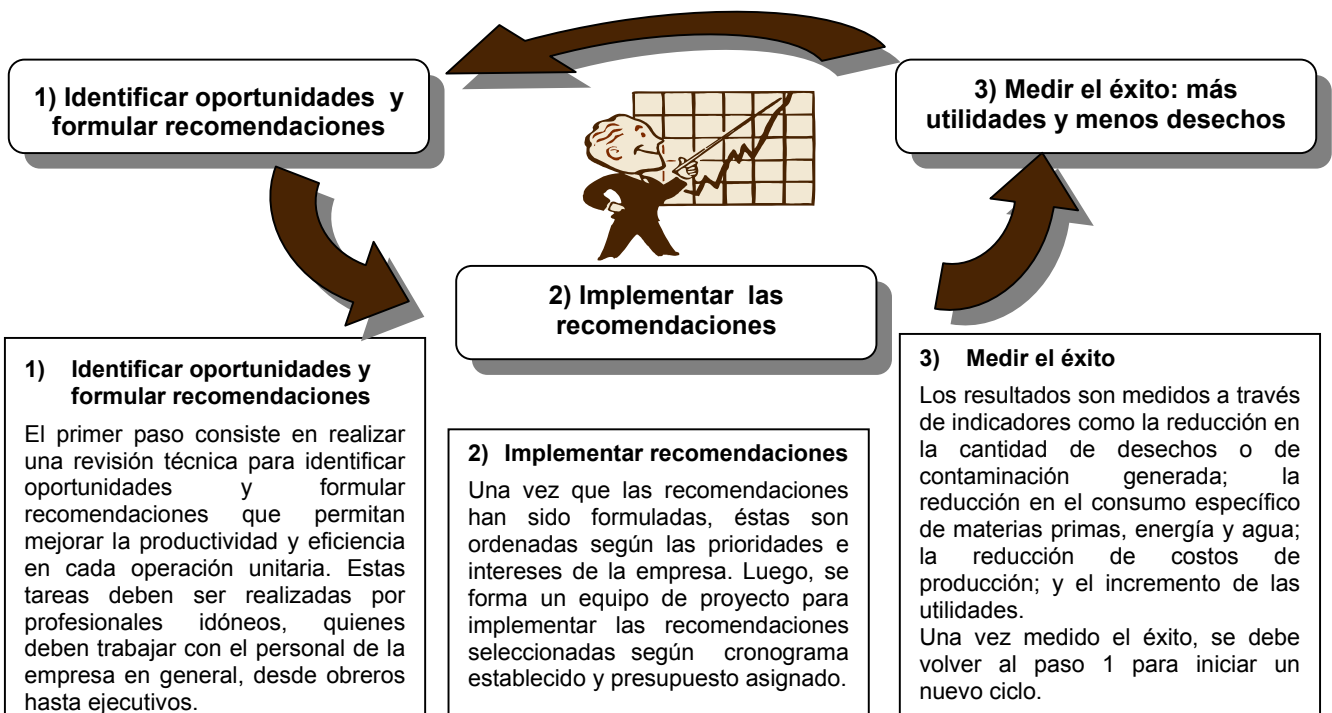 1) Identificar oportunidades y
formular recomendaciones
3) Medir el éxito: más
utilidades y menos desechos
2) Implementar las
recomendaciones
1) Identificar oportunidades y
formular recomendaciones
El primer paso consiste en realizar
una revisión técnica para identificar
oportunidades y formular
recomendaciones que permitan
mejorar la productividad y eficiencia
en cada operación unitaria. Estas
tareas deben ser realizadas por
profesionales idóneos, quienes
deben trabajar con el personal de la
empresa en general, desde obreros
hasta ejecutivos.
2) Implementar recomendaciones
Una vez que las recomendaciones
han sido formuladas, éstas son
ordenadas según las prioridades e
intereses de la empresa. Luego, se
forma un equipo de proyecto para
implementar las recomendaciones
seleccionadas según cronograma
establecido y presupuesto asignado.
3) Medir el éxito
Los resultados son medidos a través
de indicadores como la reducción en
la cantidad de desechos o de
contaminación generada; la
reducción en el consumo específico
de materias primas, energía y agua;
la reducción de costos de
producción; y el incremento de las
utilidades.
Una vez medido el éxito, se debe
volver al paso 1 para iniciar un
nuevo ciclo.